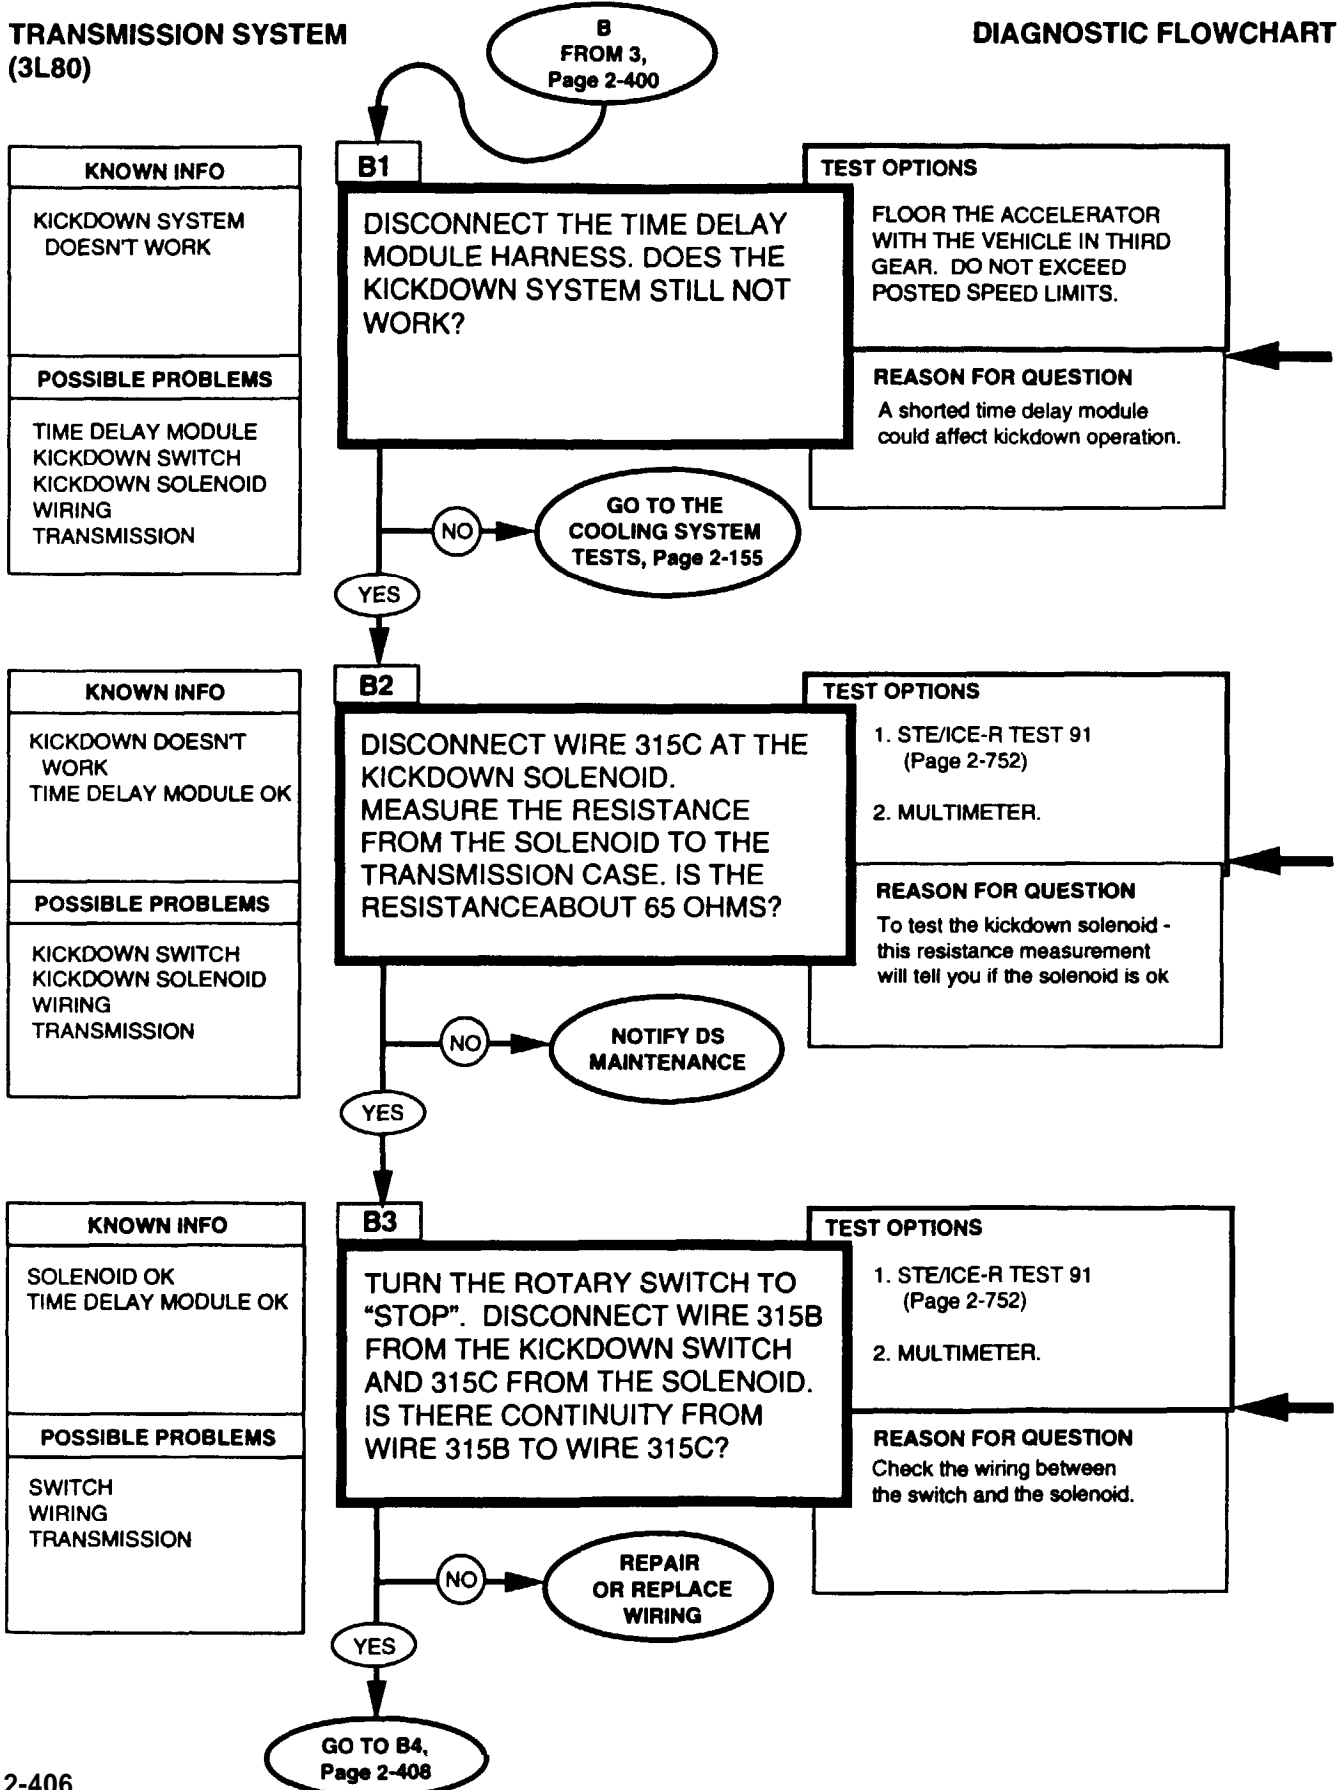 TRANSMISSION SYSTEM
(3L80)
DIAGNOSTIC FLOWCHART
B
FROM 3,
Page 2-400
KNOWN INFO
KICKDOWN SYSTEM
DOESN'T WORK
POSSIBLE PROBLEMS
TIME DELAY MODULE
KICKDOWN SWITCH
KICKDOWN SOLENOID
WIRING
TRANSMISSION
B1
DISCONNECT THE TIME DELAY
MODULE HARNESS. DOES THE
KICKDOWN SYSTEM STILL NOT
WORK?
TEST OPTIONS
FLOOR THE ACCELERATOR
WITH THE VEHICLE IN THIRD
GEAR. DO NOT EXCEED
POSTED SPEED LIMITS.
REASON FOR QUESTION
A shorted time delay module
could affect kickdown operation.
NO
GO TO THE
COOLING SYSTEM
TESTS, Page 2-155
YES
KNOWN INFO
KICKDOWN DOESN'T
WORK
TIME DELAY MODULE OK
POSSIBLE PROBLEMS
KICKDOWN SWITCH
KICKDOWN SOLENOID
WIRING
TRANSMISSION
B2
DISCONNECT WIRE 315C AT THE
KICKDOWN SOLENOID.
MEASURE THE RESISTANCE
FROM THE SOLENOID TO THE
TRANSMISSION CASE. IS THE
RESISTANCEABOUT 65 OHMS?
TEST OPTIONS
1. STE/ICE-R TEST 91
(Page 2-752)
2. MULTIMETER.
REASON FOR QUESTION
To test the kickdown solenoid -
this resistance measurement
will tell you if the solenoid is ok
NO
NOTIFY DS
MAINTENANCE
YES
KNOWN INFO
SOLENOID OK
TIME DELAY MODULE OK
POSSIBLE PROBLEMS
SWITCH
WIRING
TRANSMISSION
B3
TURN THE ROTARY SWITCH TO
“STOP”. DISCONNECT WIRE 315B
FROM THE KICKDOWN SWITCH
AND 315C FROM THE SOLENOID.
IS THERE CONTINUITY FROM
WIRE 315B TO WIRE 315C?
TEST OPTIONS
1. STE/ICE-R TEST 91
(Page 2-752)
2. MULTIMETER.
REASON FOR QUESTION
Check the wiring between
the switch and the solenoid.
NO
REPAIR
OR REPLACE
WIRING
YES
GO TO B4,
Page 2-408
2-406